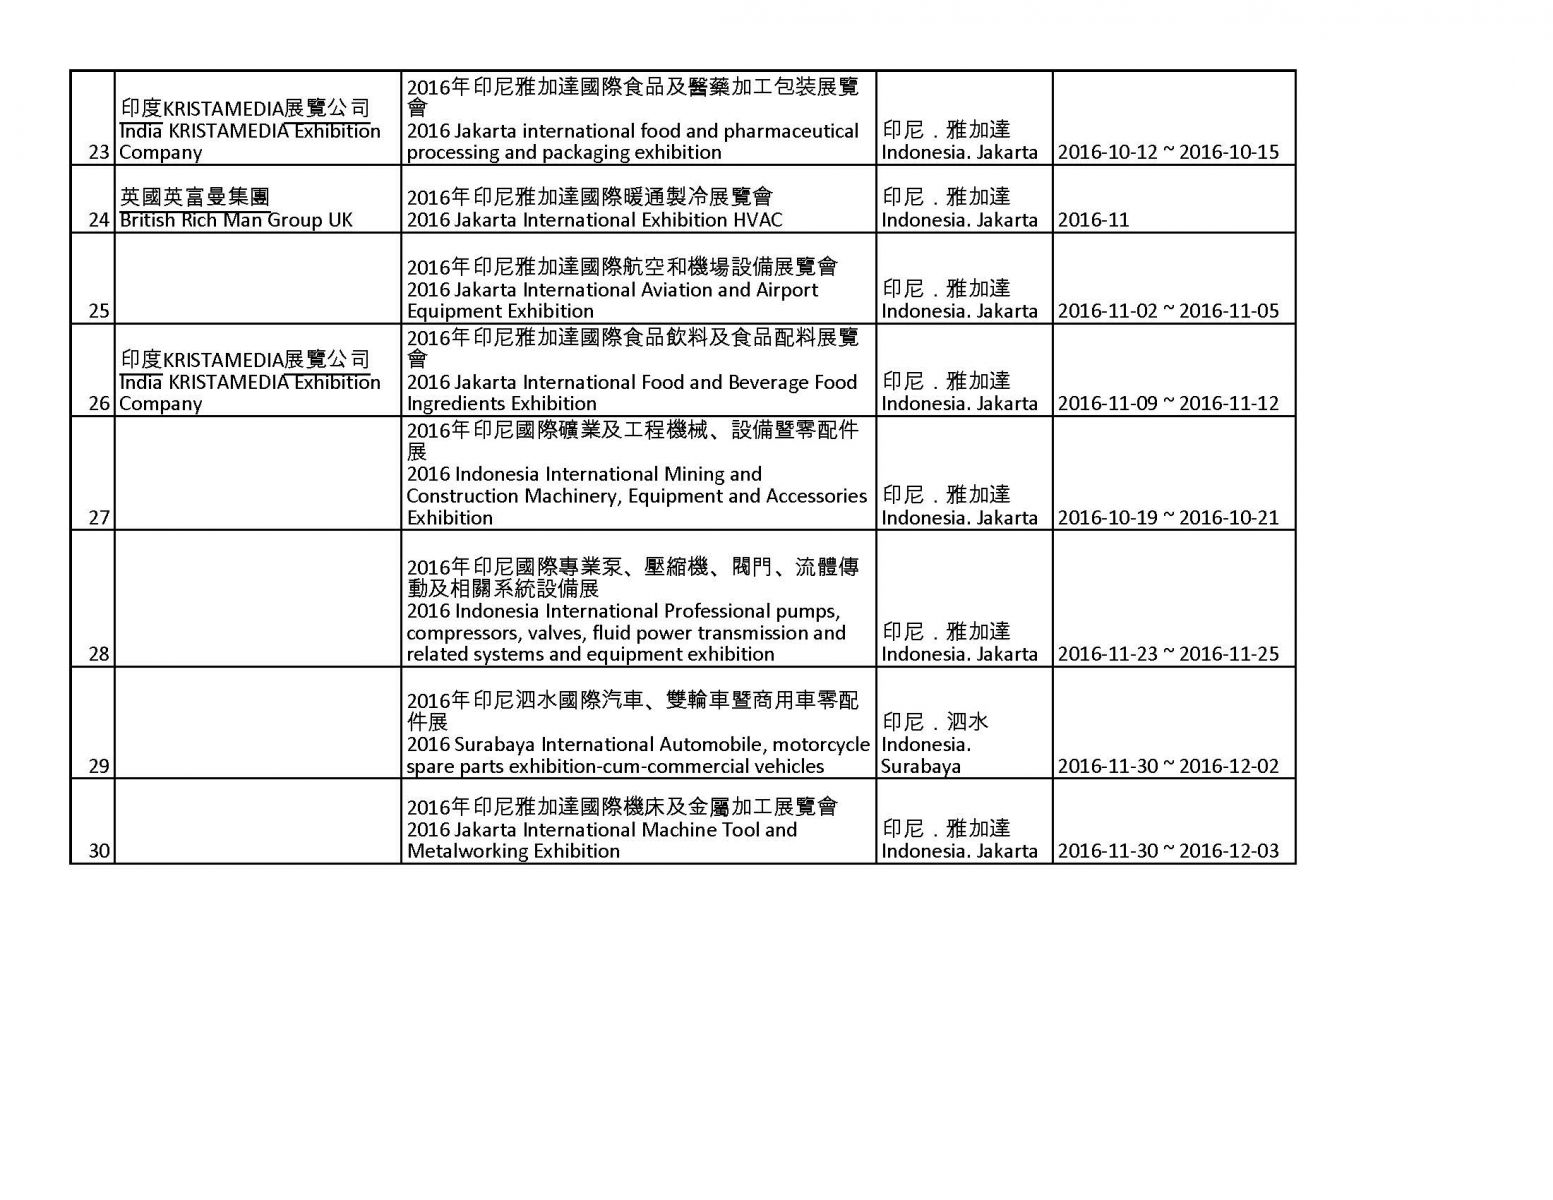 23
印度KRISTAMEDIA展覽公司
India KRISTAMEDIA Exhibition
Company
2016年印尼雅加達國際食品及醫藥加工包裝展覽
會
2016 Jakarta international food and pharmaceutical
processing and packaging exhibition
印尼．雅加達
Indonesia. Jakarta
2016-10-12 ~ 2016-10-15
24
英國英富曼集團
British Rich Man Group UK
2016年印尼雅加達國際暖通製冷展覽會
2016 Jakarta International Exhibition HVAC
印尼．雅加達
Indonesia. Jakarta
2016-11
25
2016年印尼雅加達國際航空和機場設備展覽會
2016 Jakarta International Aviation and Airport
Equipment Exhibition
印尼．雅加達
Indonesia. Jakarta
2016-11-02 ~ 2016-11-05
26
印度KRISTAMEDIA展覽公司
India KRISTAMEDIA Exhibition
Company
2016年印尼雅加達國際食品飲料及食品配料展覽
會
2016 Jakarta International Food and Beverage Food
Ingredients Exhibition
印尼．雅加達
Indonesia. Jakarta
2016-11-09 ~ 2016-11-12
27
2016年印尼國際礦業及工程機械、設備暨零配件
展
2016 Indonesia International Mining and
Construction Machinery, Equipment and Accessories
Exhibition
印尼．雅加達
Indonesia. Jakarta
2016-10-19 ~ 2016-10-21
28
2016年印尼國際專業泵、壓縮機、閥門、流體傳
動及相關系統設備展
2016 Indonesia International Professional pumps,
compressors, valves, fluid power transmission and
related systems and equipment exhibition
印尼．雅加達
Indonesia. Jakarta
2016-11-23 ~ 2016-11-25
29
2016年印尼泗水國際汽車、雙輪車暨商用車零配
件展
2016 Surabaya International Automobile, motorcycle
spare parts exhibition-cum-commercial vehicles
印尼．泗水
Indonesia.
Surabaya
2016-11-30 ~ 2016-12-02
30
2016年印尼雅加達國際機床及金屬加工展覽會
2016 Jakarta International Machine Tool and
Metalworking Exhibition
印尼．雅加達
Indonesia. Jakarta
2016-11-30 ~ 2016-12-03